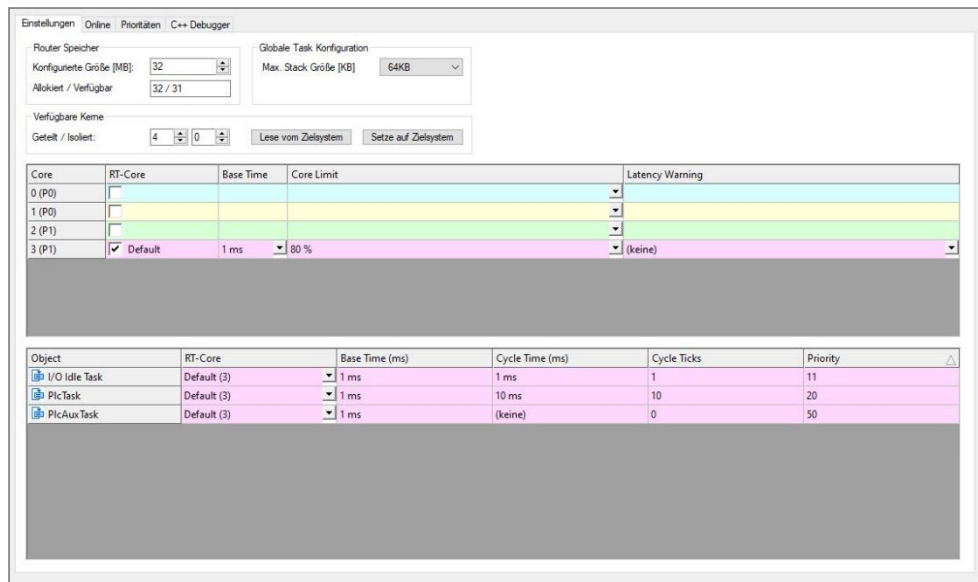 Einstellungen Online Prioritäten C++ Debugger
Router Speicher
Konfigurierte Größe [MB]: 32
Allokiert / Verfügbar 32 / 31
Globale Task Konfiguration
Max. Stack Größe [KB] 64KB
Verfügbare Kerne
Geteilt / Isoliert: 4 0 Lese vom Zielsystem Setze auf Zielsystem
Core RT-Core Base Time Core Limit Latency Warning
0 (P0)
1 (P0)
2 (P1)
3 (P1) Default 1 ms 80 % (keine)
Object RT-Core Base Time (ms) Cycle Time (ms) Cycle Ticks Priority
I/O Idle Task Default (3) 1 ms 1 ms 1 11
PlcTask Default (3) 1 ms 10 ms 10 20
PlcAuxTask Default (3) 1 ms (keine) 0 50